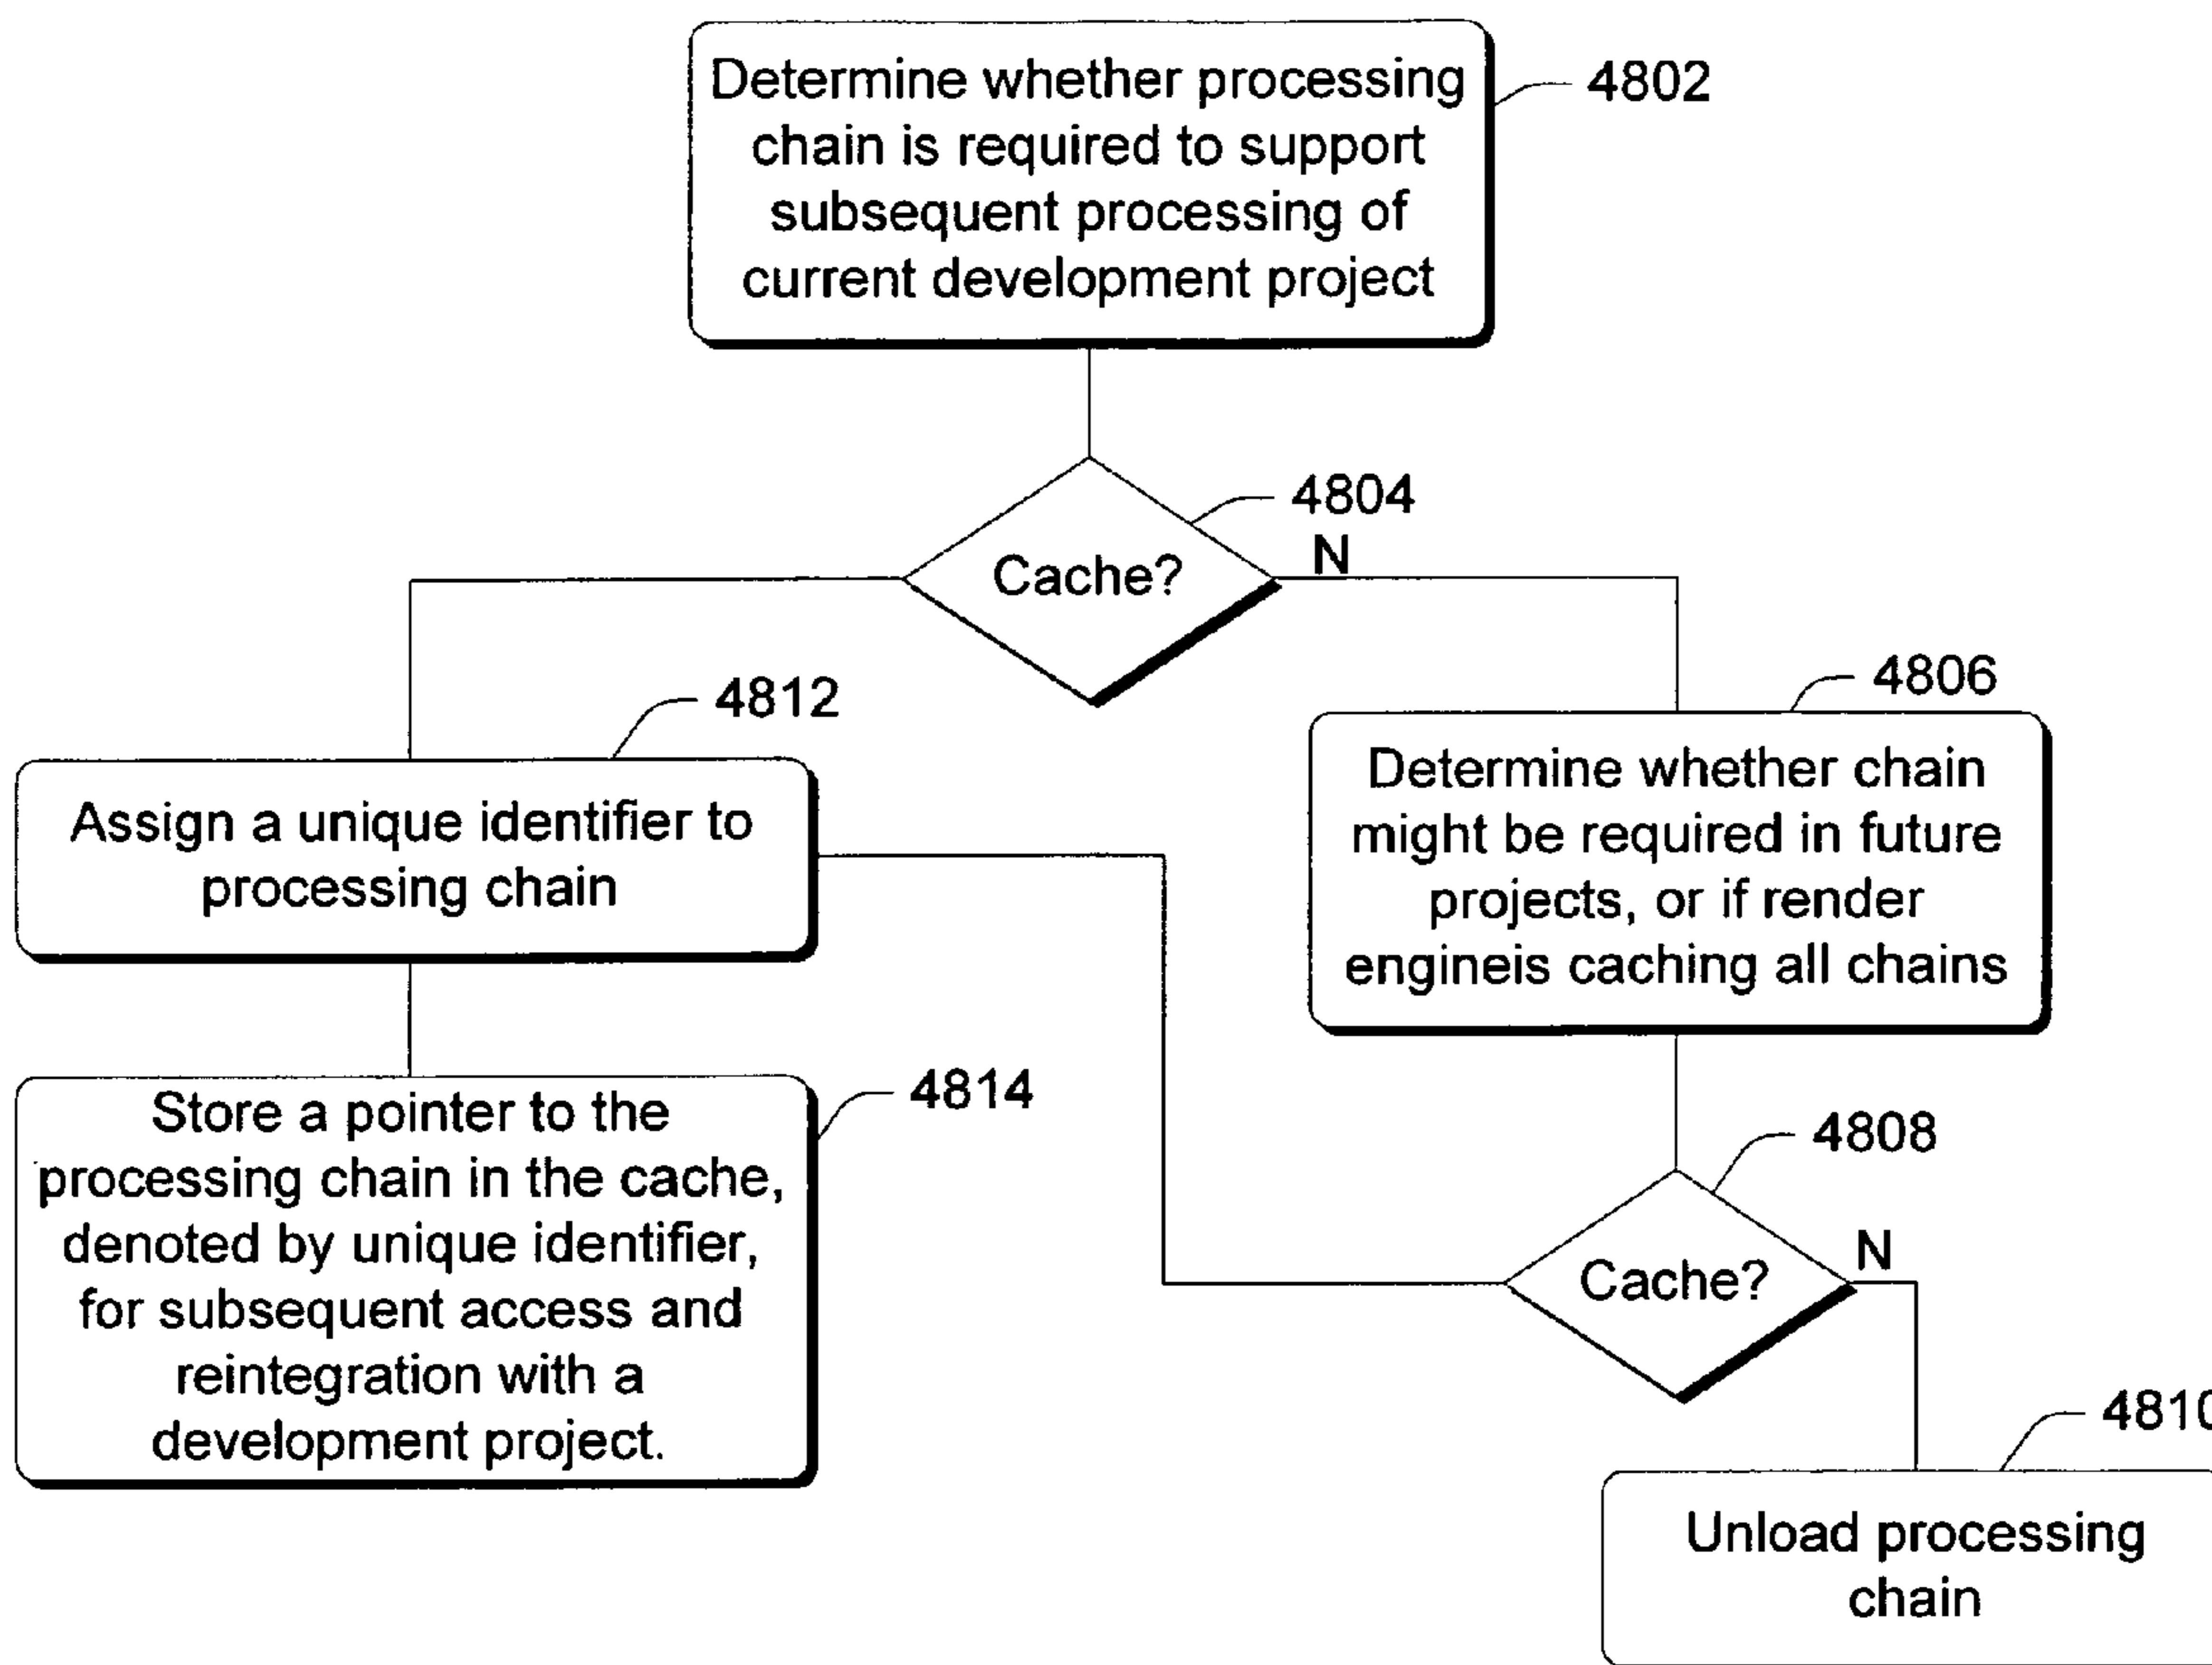 Determine whether processing
chain is required to support
subsequent processing of
current development project
4802
4804
Cache?
N
4812
Assign a unique identifier to
processing chain
4806
Determine whether chain
might be required in future
projects, or if render
engineis caching all chains
4814
Store a pointer to the
processing chain in the cache,
denoted by unique identifier,
for subsequent access and
reintegration with a
development project.
4808
Cache?
N
4810
Unload processing
chain